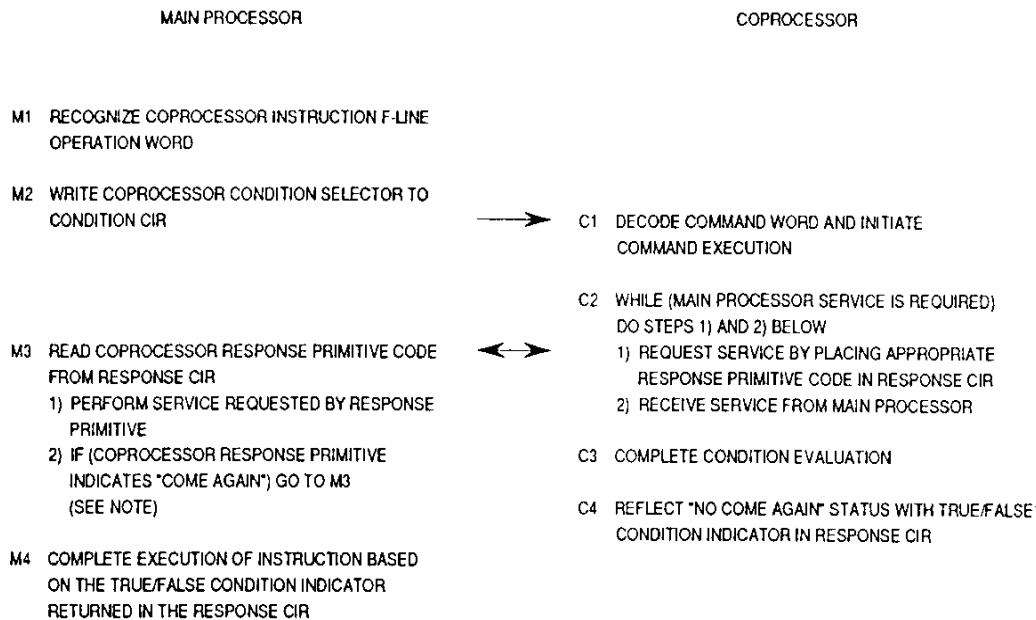 MAIN PROCESSOR
COPROCESSOR
M1 RECOGNIZE COPROCESSOR INSTRUCTION F-LINE
OPERATION WORD
M2 WRITE COPROCESSOR CONDITION SELECTOR TO
CONDITION CIR
C1 DECODE COMMAND WORD AND INITIATE
COMMAND EXECUTION
C2 WHILE (MAIN PROCESSOR SERVICE IS REQUIRED)
DO STEPS 1) AND 2) BELOW
1) REQUEST SERVICE BY PLACING APPROPRIATE
RESPONSE PRIMITIVE CODE IN RESPONSE CIR
2) RECEIVE SERVICE FROM MAIN PROCESSOR
M3 READ COPROCESSOR RESPONSE PRIMITIVE CODE
FROM RESPONSE CIR
1) PERFORM SERVICE REQUESTED BY RESPONSE
PRIMITIVE
2) IF (COPROCESSOR RESPONSE PRIMITIVE
INDICATES "COME AGAIN") GO TO M3
(SEE NOTE)
C3 COMPLETE CONDITION EVALUATION
C4 REFLECT "NO COME AGAIN" STATUS WITH TRUE/FALSE
CONDITION INDICATOR IN RESPONSE CIR
M4 COMPLETE EXECUTION OF INSTRUCTION BASED
ON THE TRUE/FALSE CONDITION INDICATOR
RETURNED IN THE RESPONSE CIR